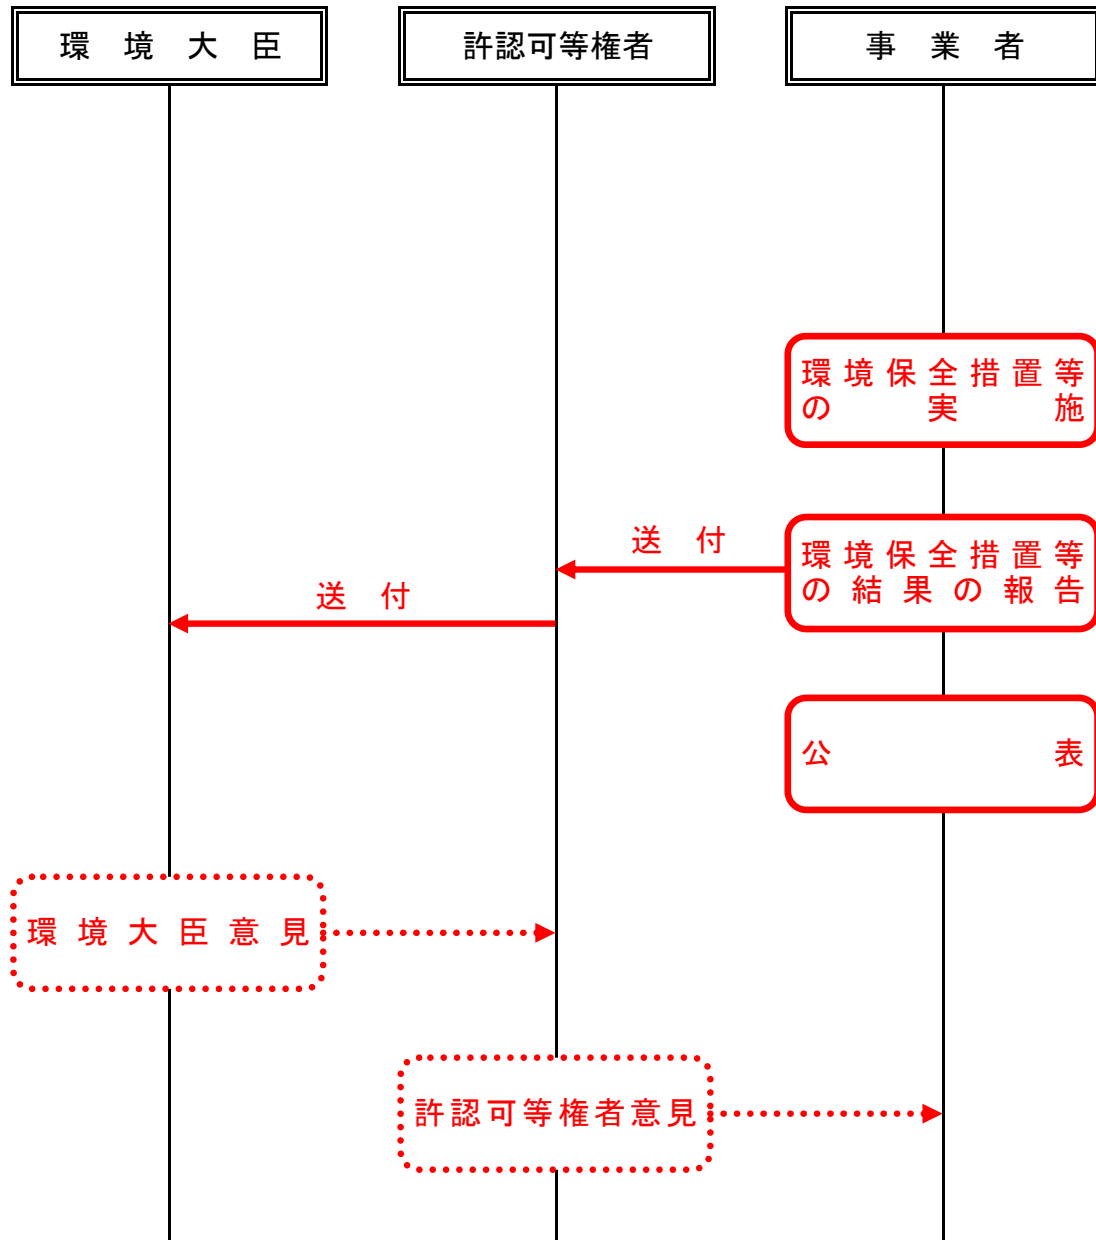 環境大臣
許認可等権者
事業者
環境保全措置等
の実施
送付
環境保全措置等
の結果の報告
送付
公表
環境大臣意見
許認可等権者意見